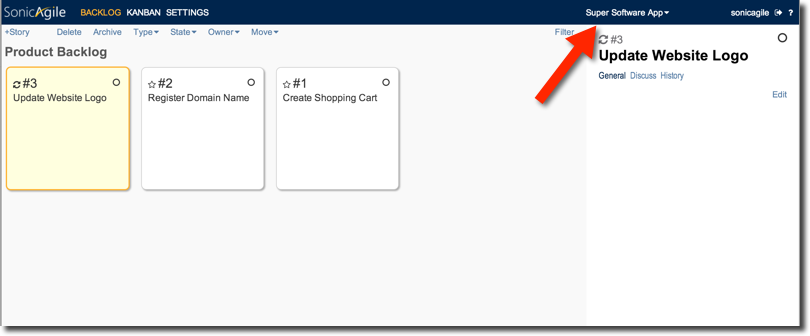 SonicAgile BACKLOG KANBAN SETTINGS Super Software App sonicagile ?
+Story Delete Archive Type State Owner Move Filter
Product Backlog
#3
Update Website Logo
#2
Register Domain Name
#1
Create Shopping Cart
#3
Update Website Logo
General Discuss History
Edit